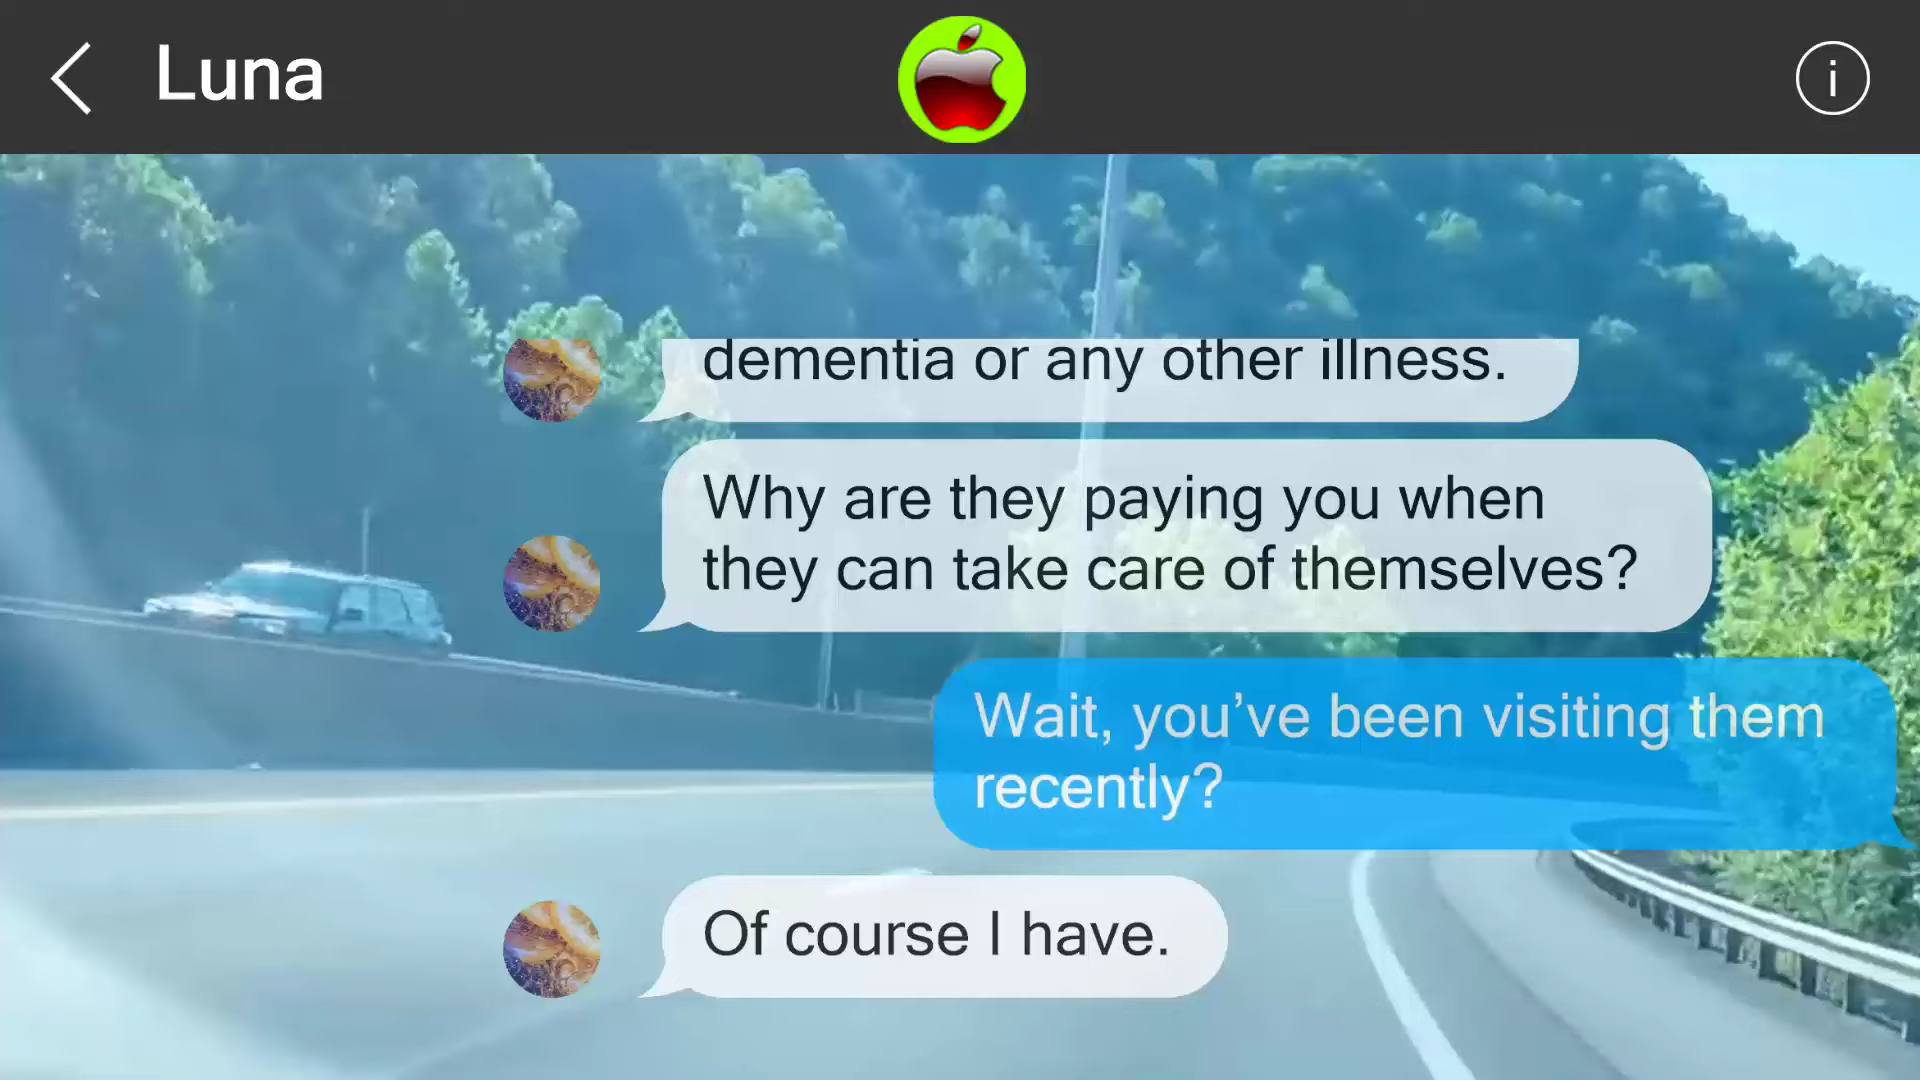 Luna
dementia or any other illness.
Why are they paying you when
they can take care of themselves?
Wait, you’ve been visiting them
recently?
Of course I have.